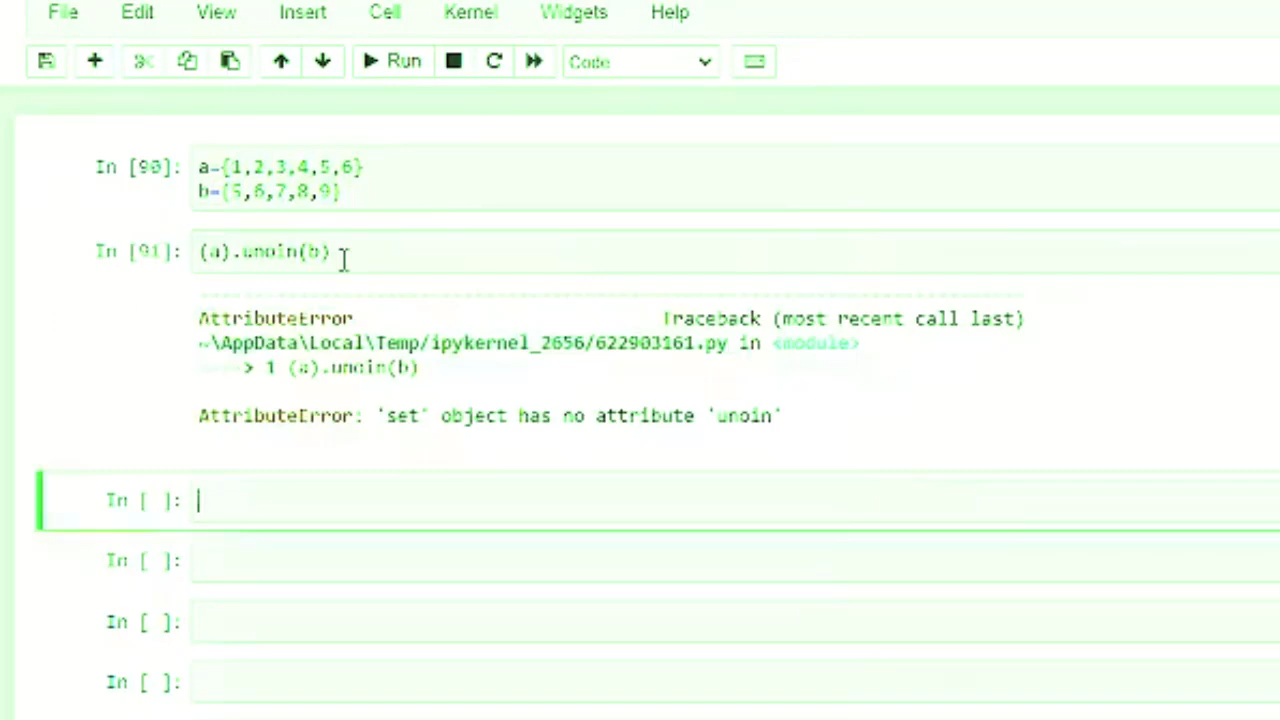 File Edit View Insert Cell Kernel Widgets Help
Run Code
In [90]: a={1,2,3,4,5,6}
b={5,6,7,8,9}
In [91]: (a).unoin(b)
AttributeError Traceback (most recent call last)
~\AppData\Local\Temp/ipykernel_2656/622903161.py in <module>
----> 1 (a).unoin(b)
AttributeError: 'set' object has no attribute 'unoin'
In [ ]:
In [ ]:
In [ ]:
In [ ]: